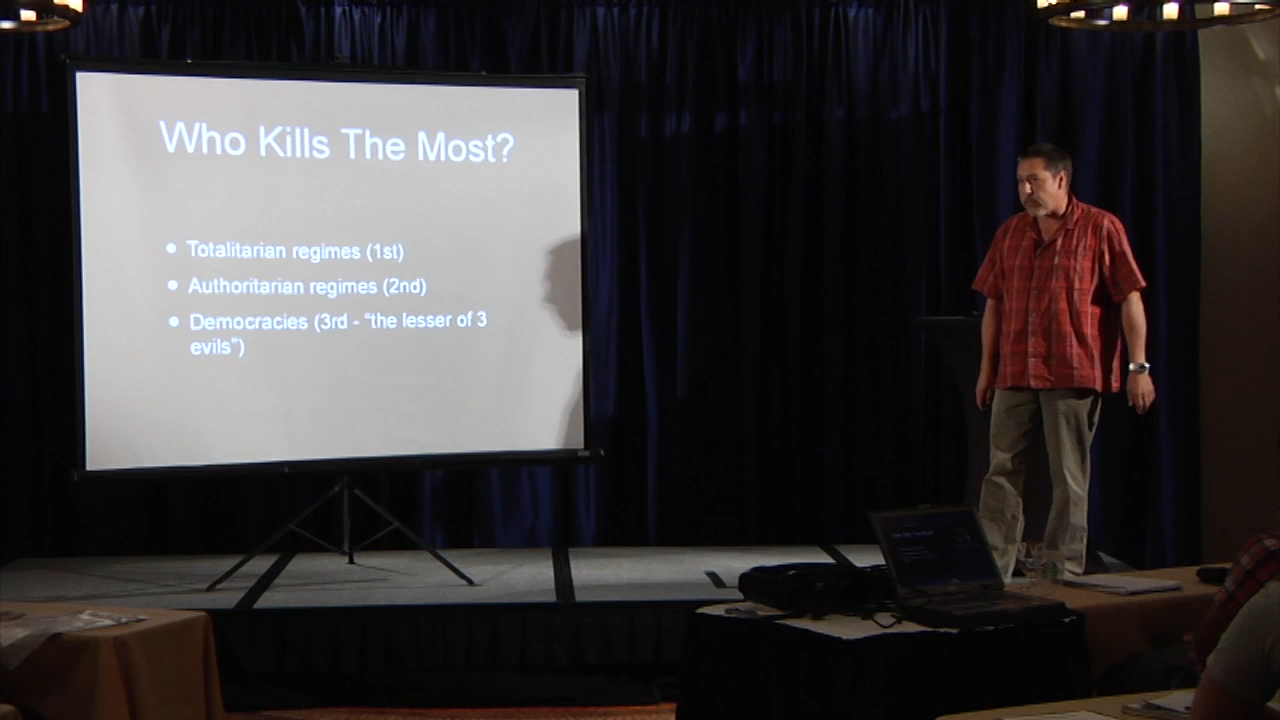 Who Kills The Most?
• Totalitarian regimes (1st)
• Authoritarian regimes (2nd)
• Democracies (3rd - “the lesser of 3
evils”)